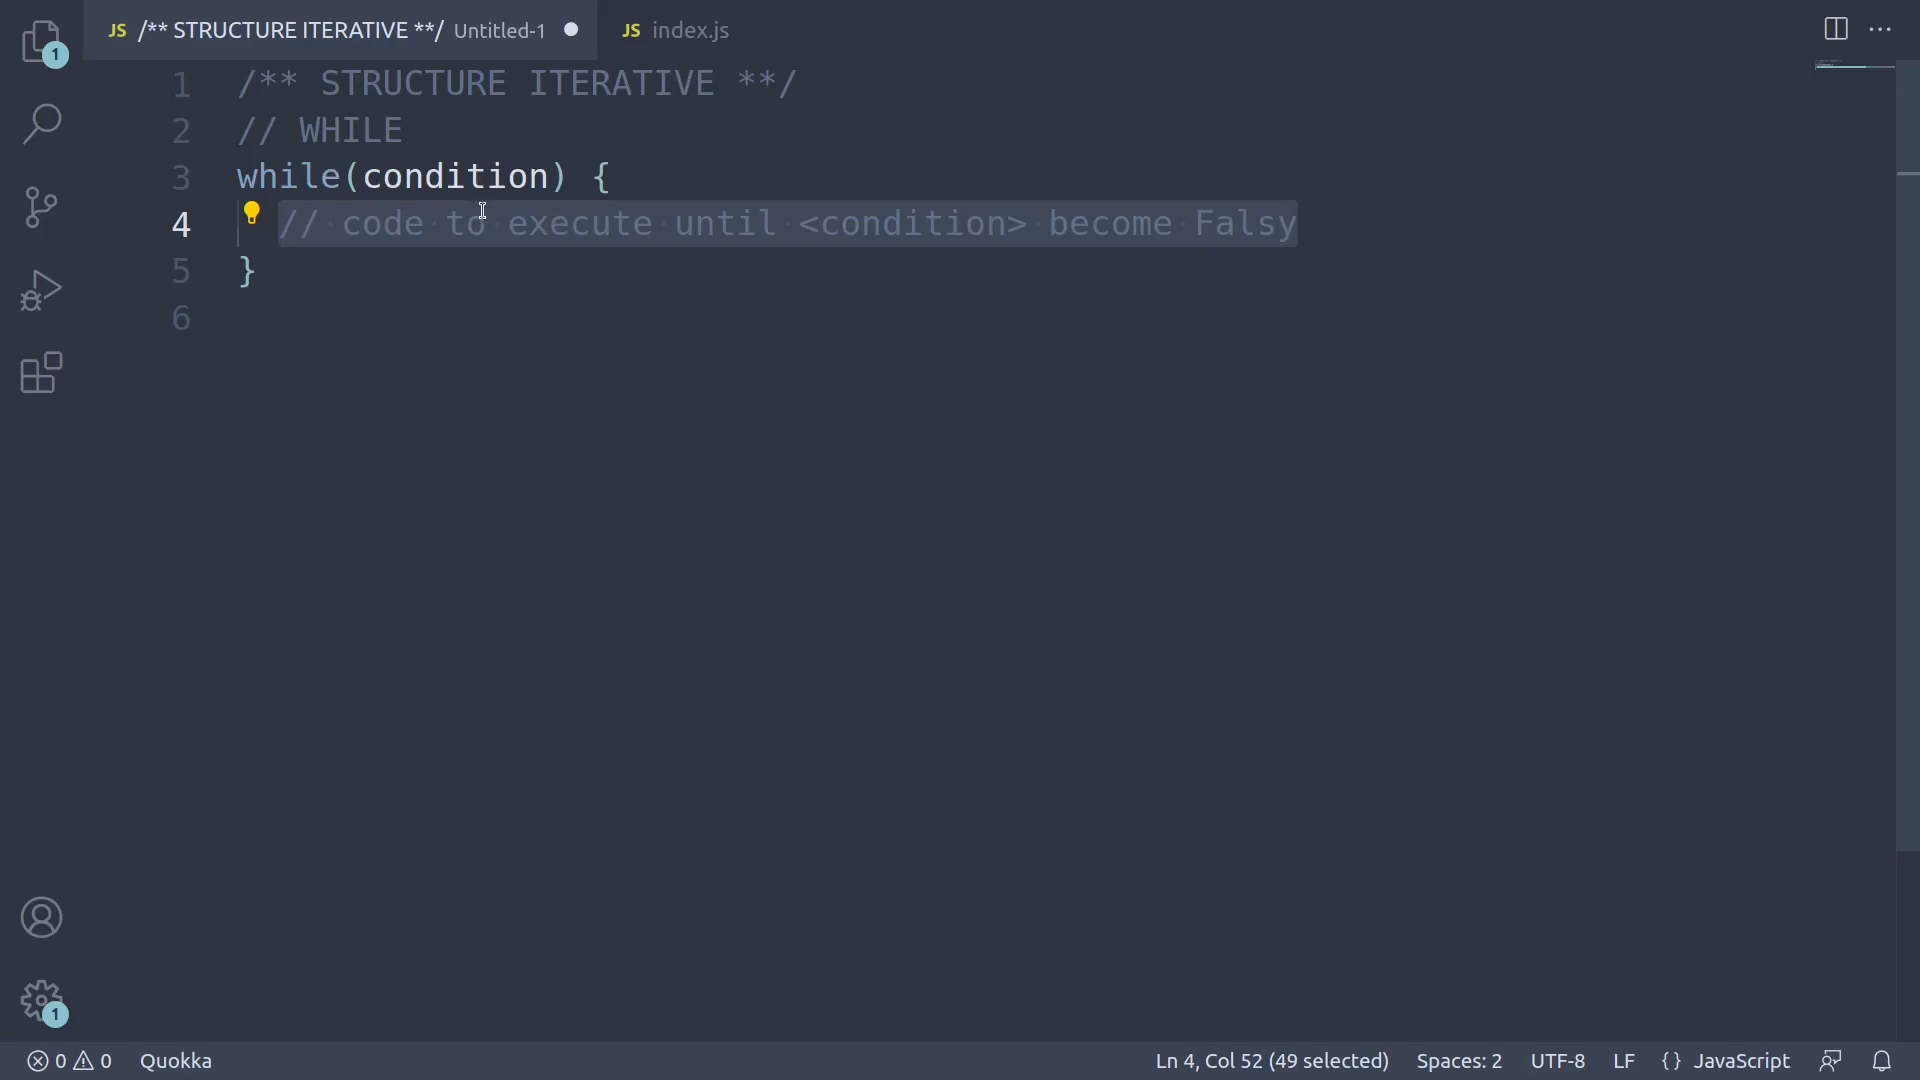 JS /** STRUCTURE ITERATIVE **/ Untitled-1
JS index.js
1
1 /** STRUCTURE ITERATIVE **/
2 // WHILE
3 while(condition) {
4 // code to execute until <condition> become Falsy
5 }
6
1
0 0 Quokka
Ln 4, Col 52 (49 selected) Spaces: 2 UTF-8 LF {} JavaScript